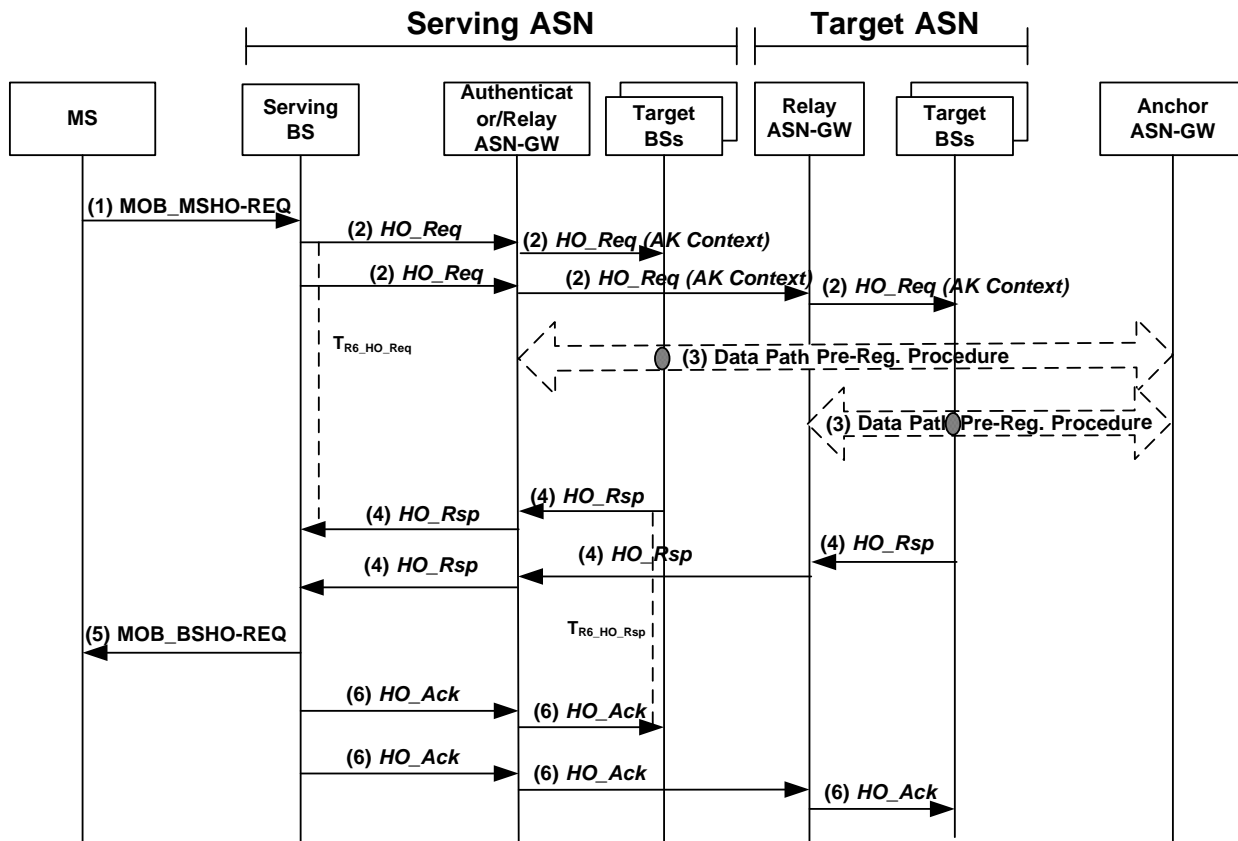 Serving ASN
Target ASN
MS
Serving
BS
Authenticat
or/Relay
ASN-GW
Target
BSs
Relay
ASN-GW
Target
BSs
Anchor
ASN-GW
(1) MOB_MSHO-REQ
(2) HO_Req
(2) HO_Req (AK Context)
(2) HO_Req
(2) HO_Req (AK Context)
(2) HO_Req (AK Context)
TR6_HO_Req
(3) Data Path Pre-Reg. Procedure
(3) Data Path Pre-Reg. Procedure
(4) HO_Rsp
(4) HO_Rsp
(4) HO_Rsp
(4) HO_Rsp
(4) HO_Rsp
TR6_HO_Rsp
(5) MOB_BSHO-REQ
(6) HO_Ack
(6) HO_Ack
(6) HO_Ack
(6) HO_Ack
(6) HO_Ack